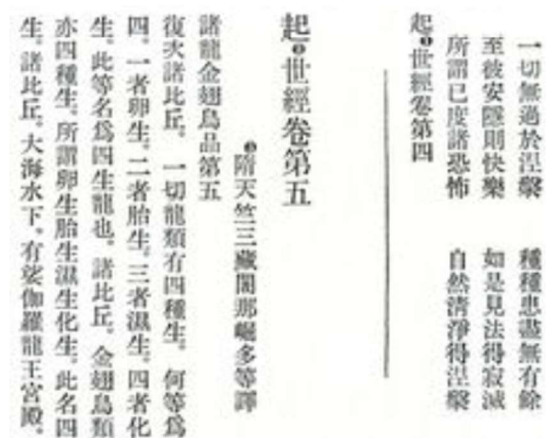 一切無過於涅槃　種種患盡無有餘
至彼安隱則快樂　如是見法得寂滅
所謂已度諸恐怖　自然清淨得涅槃
起世經卷第四
起世經卷第五
隋天竺三藏闍那崛多等譯
諸龍金翅鳥品第五
復次諸比丘。一切龍類有四種生。何等爲
四。一者卵生。二者胎生。三者濕生。四者化
生。此等名爲四生龍也。諸比丘。金翅鳥類
亦四種生。所謂卵生胎生濕生化生。此名四
生。諸比丘。大海水下。有娑伽羅龍王宮殿。